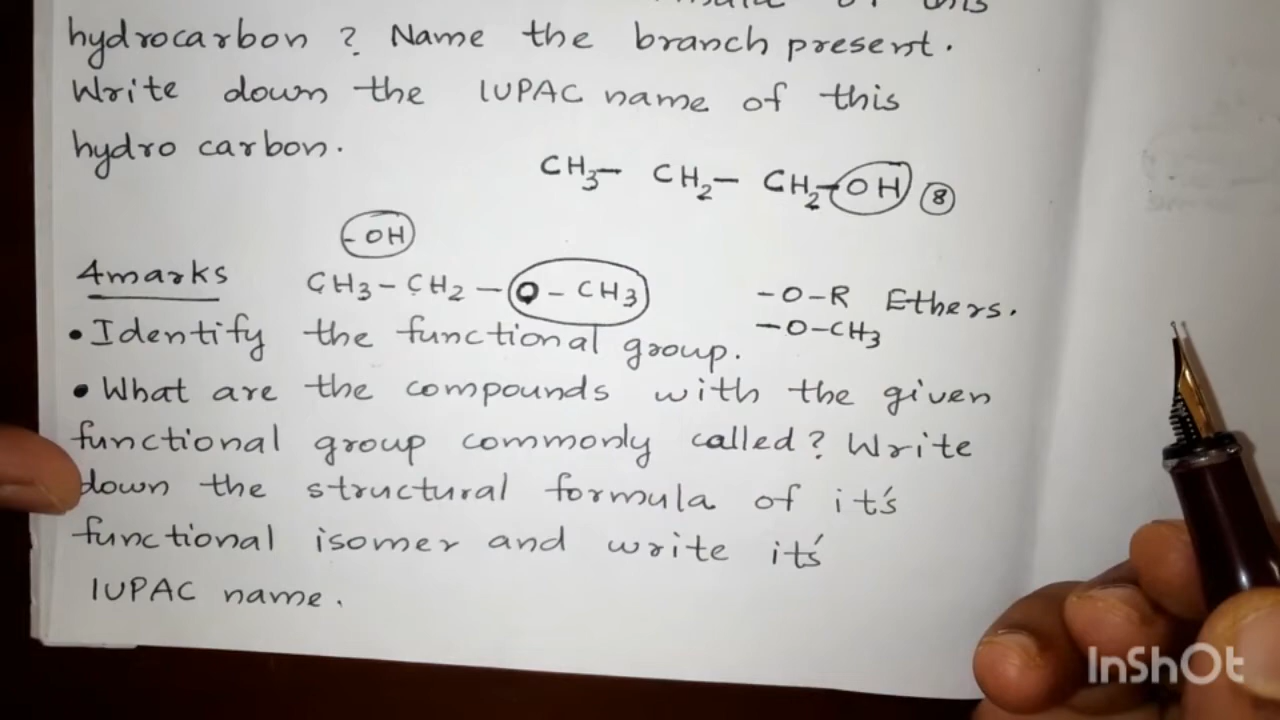 of this
hydrocarbon ? Name the branch present.
Write down the IUPAC name of this
hydro carbon.
CH3- CH2- CH2-OH 8
-OH
4marks CH3-CH2-O-CH3 -O-R Ethers.
-O-CH3
• Identify the functional group.
• What are the compounds with the given
functional group commonly called? Write
down the structural formula of it's
functional isomer and write it's
IUPAC name.
InShOt